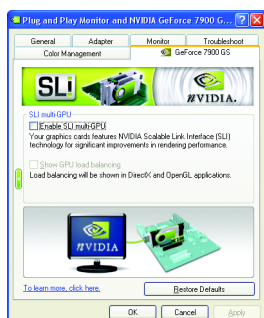 Plug and Play Monitor and NVIDIA GeForce 7900 G...
General Adapter Monitor Troubleshoot
Color Management GeForce 7900 GS
SLi
NVIDIA.
SLI multi-GPU
Enable SLI multi-GPU
Your graphics cards features NVIDIA Scalable Link Interface (SLI)
technology for significant improvements in rendering performance.
Show GPU load balancing
Load balancing will be shown in DirectX and OpenGL applications.
NVIDIA
To learn more, click here.
Restore Defaults
OK Cancel Apply